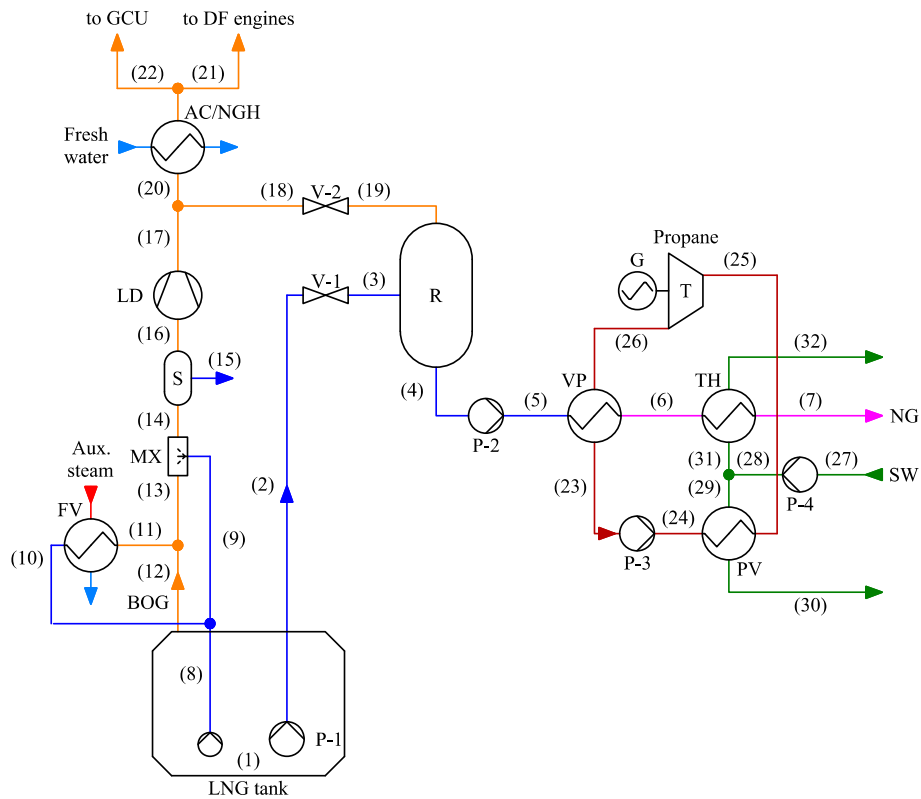 to GCU
to DF engines
(22)
(21)
AC/NGH
Fresh
water
(20)
(18)
V-2
(19)
(17)
Propane
G
(25)
T
LD
V-1
(3)
R
(16)
(26)
(15)
(32)
S
VP
TH
(4)
(14)
(5)
(6)
(7)
NG
P-2
Aux.
steam
MX
(31)
(28)
(27)
SW
(13)
(2)
(23)
(29)
P-4
FV
(11)
(24)
(10)
(9)
(12)
P-3
PV
BOG
(30)
(8)
P-1
(1)
LNG tank